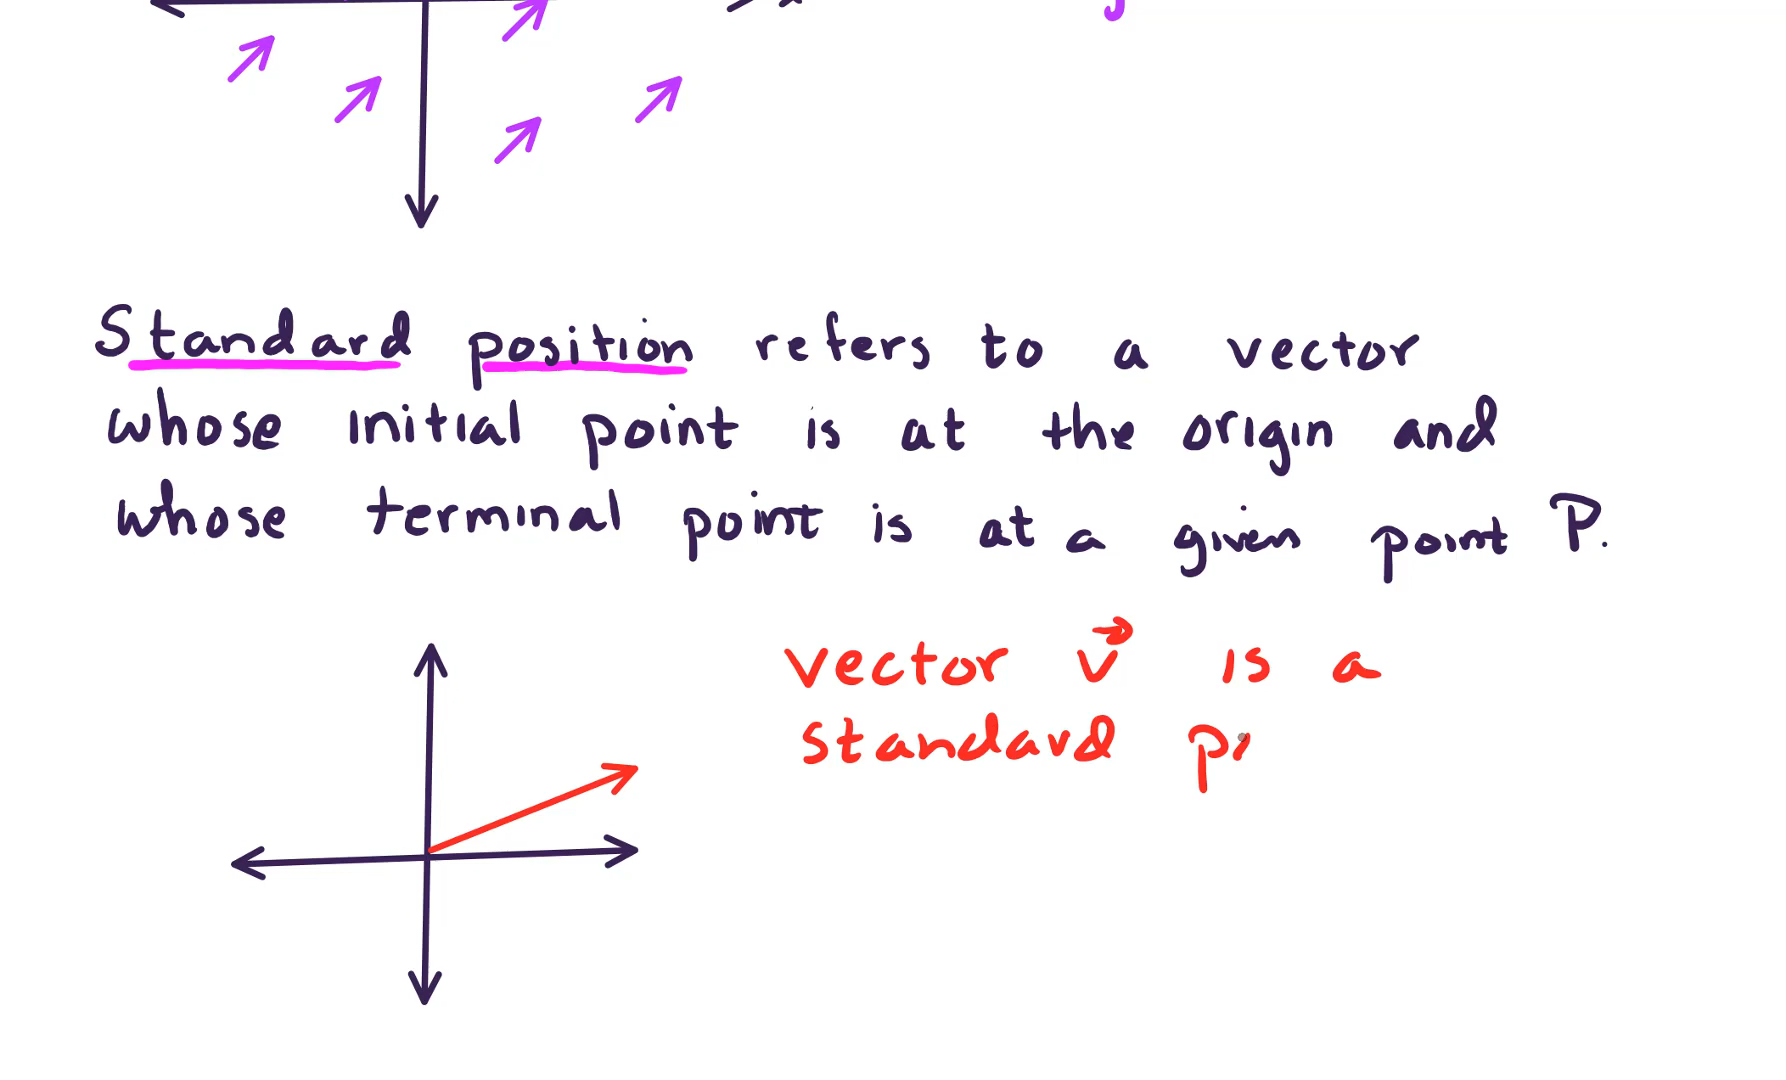 Standard position refers to a vector
whose initial point is at the origin and
whose terminal point is at a given point P.
vector v⃗ is a
standard p